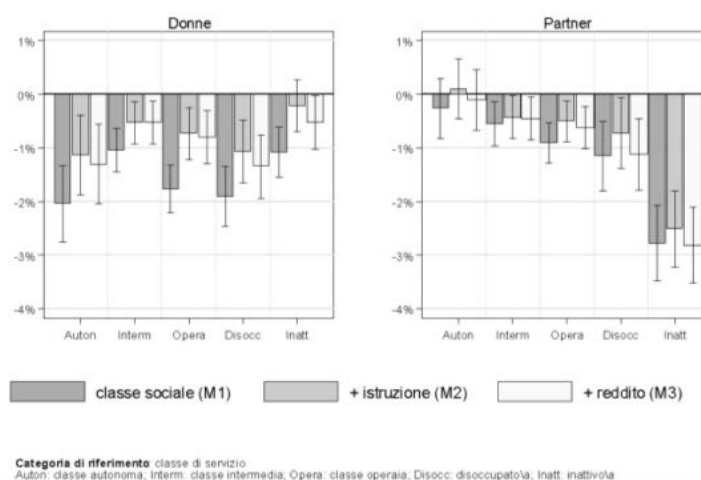 Donne
Partner
1%
0%
-1%
-2%
-3%
-4%
Auton Interm Opera Disocc Inatt
1%
0%
-1%
-2%
-3%
-4%
Auton Interm Opera Disocc Inatt
classe sociale (M1) + istruzione (M2) + reddito (M3)
Categoria di riferimento: classe di servizio
Auton: classe autonoma; Interm: classe intermedia; Opera: classe operaia; Disocc: disoccupato\a; Inatt: inattivo\a